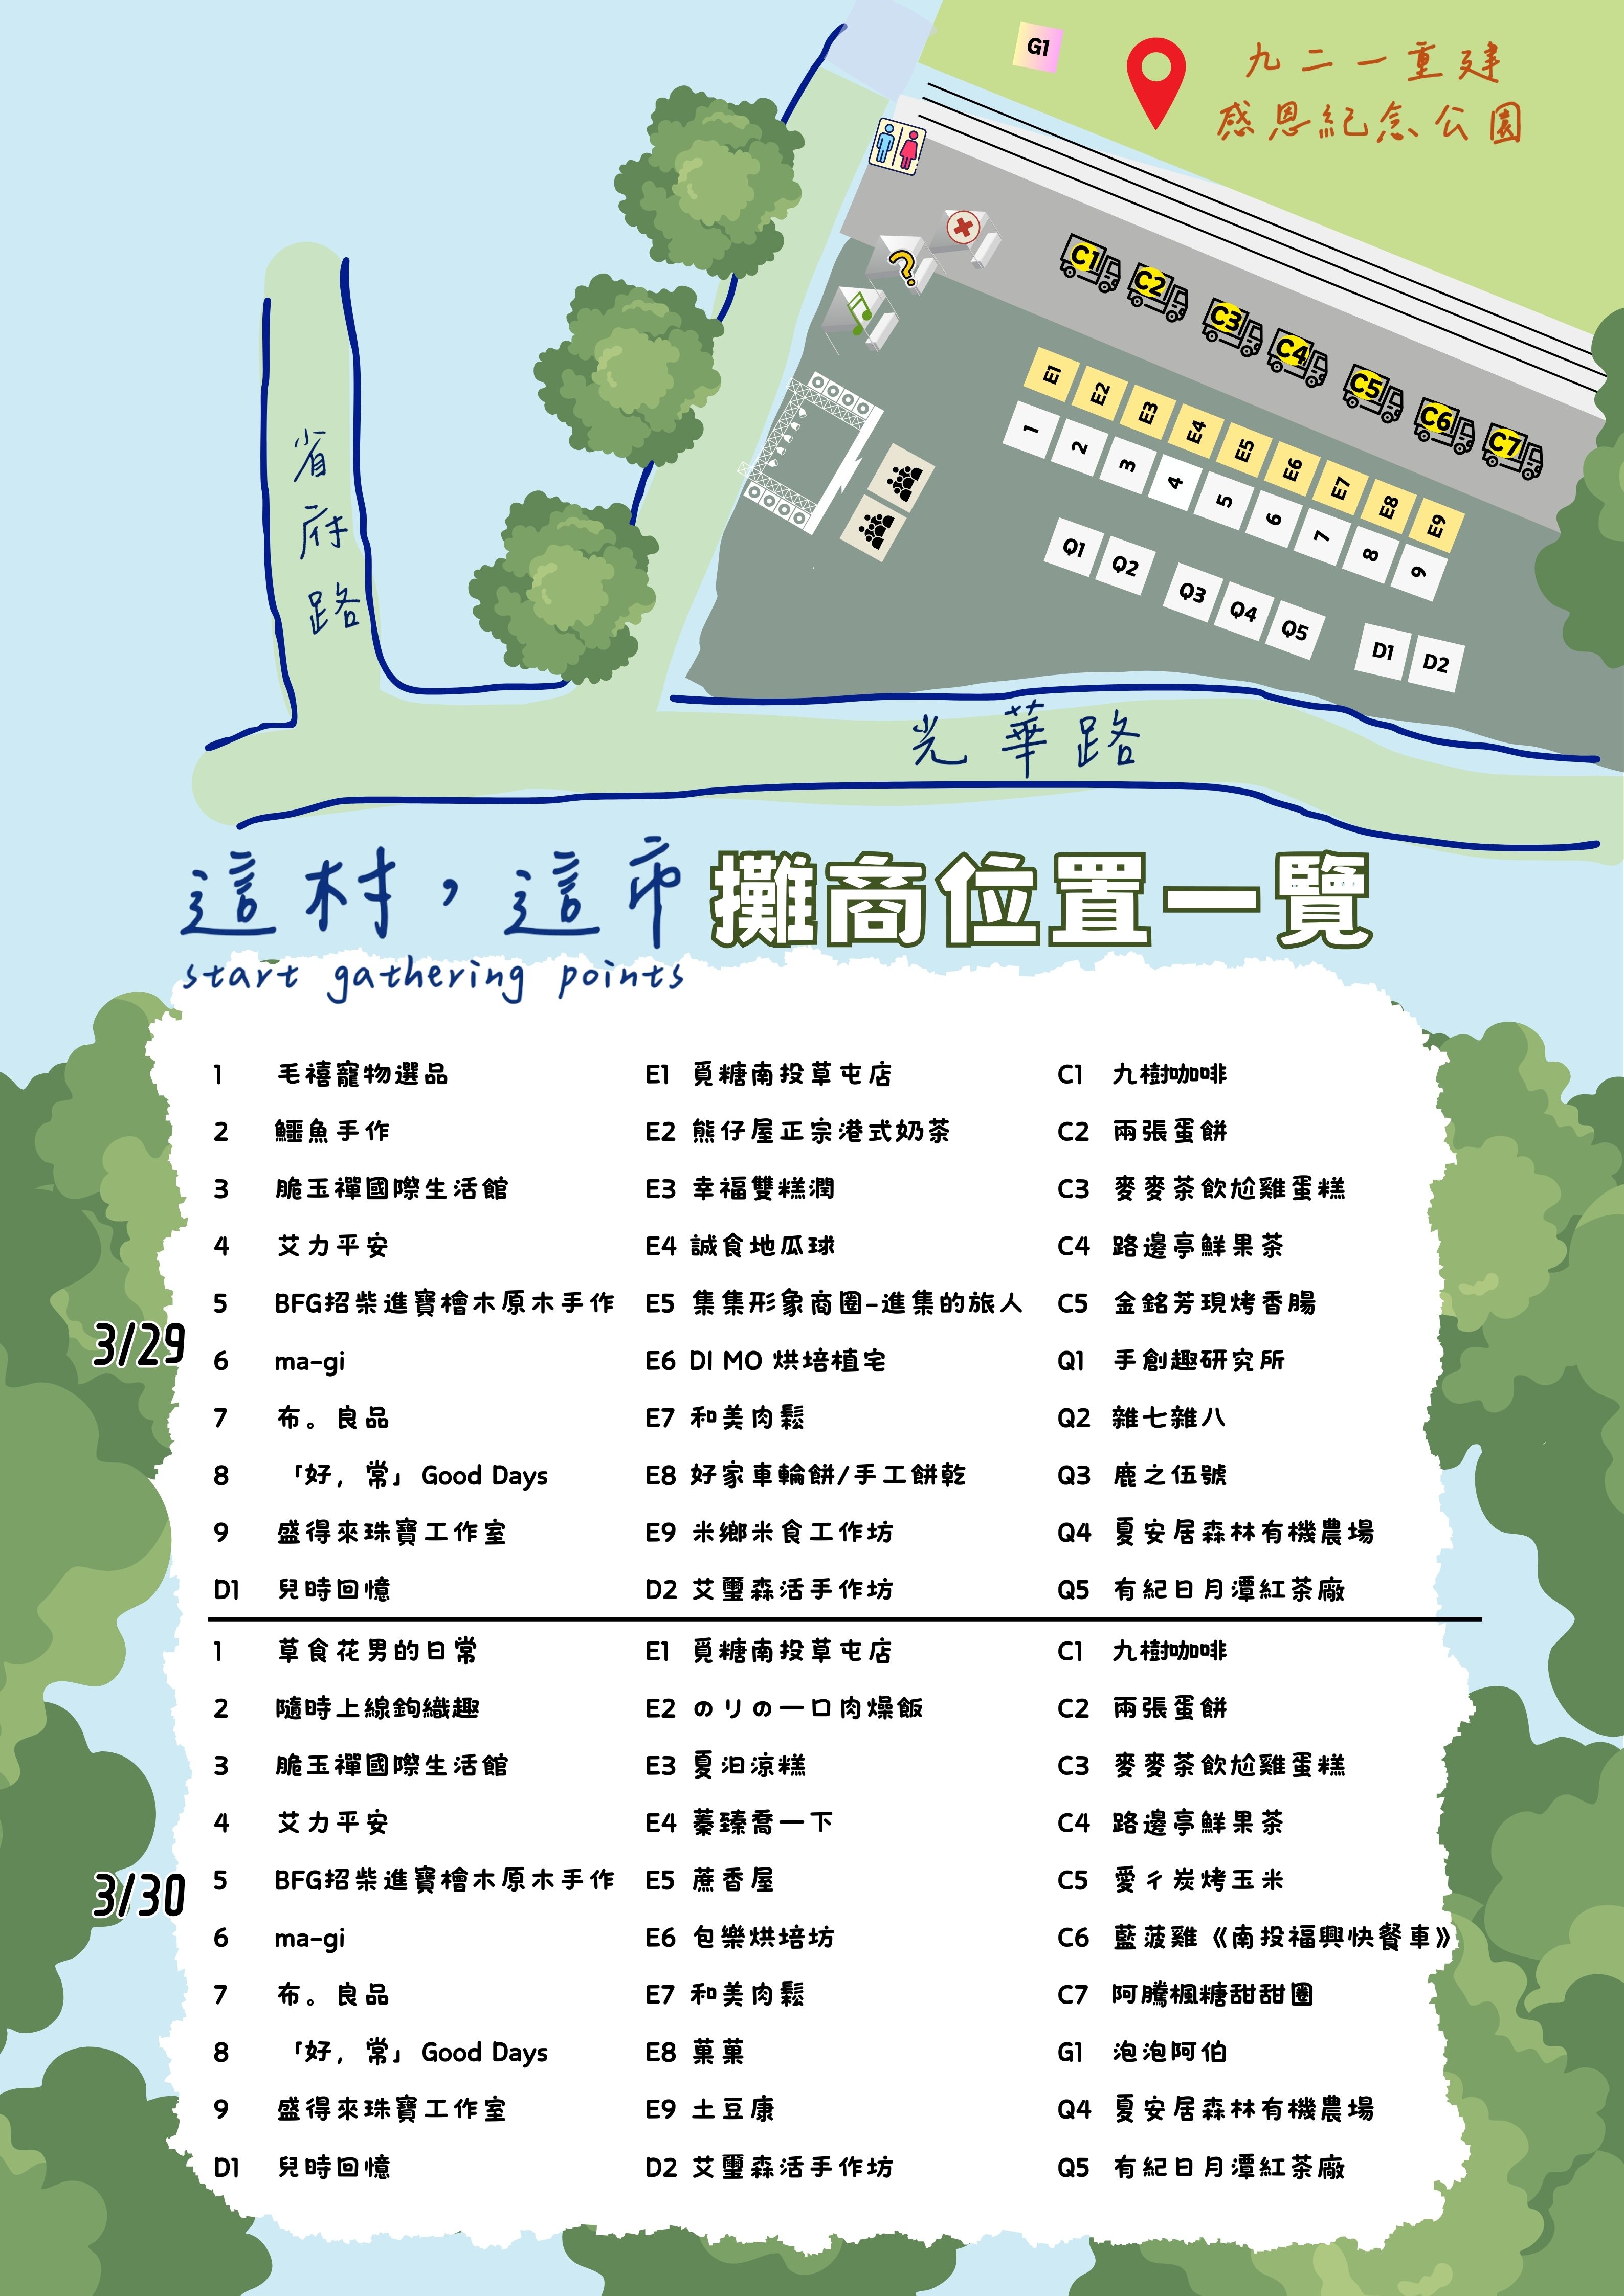 G1
九二一重建
感恩紀念公園
C1
C2
C3
C4
C5
C6
C7
E1
E2
E3
E4
E5
E6
E7
E8
E9
1
2
3
4
5
6
7
8
9
Q1
Q2
Q3
Q4
Q5
D1
D2
省府路
光華路
這村，這市 攤商位置一覽
start gathering points
3/29
1 毛禧寵物選品 E1 覓糖南投草屯店 C1 九樹咖啡
2 鱷魚手作 E2 熊仔屋正宗港式奶茶 C2 兩張蛋餅
3 脆玉禪國際生活館 E3 幸福雙糕潤 C3 麥麥茶飲尬雞蛋糕
4 艾力平安 E4 誠食地瓜球 C4 路邊亭鮮果茶
5 BFG招柴進寶檜木原木手作 E5 集集形象商圈-進集的旅人 C5 金銘芳現烤香腸
6 ma-gi E6 DI MO 烘培植宅 Q1 手創趣研究所
7 布。良品 E7 和美肉鬆 Q2 雜七雜八
8 「好，常」Good Days E8 好家車輪餅/手工餅乾 Q3 鹿之伍號
9 盛得來珠寶工作室 E9 米鄉米食工作坊 Q4 夏安居森林有機農場
D1 兒時回憶 D2 艾璽森活手作坊 Q5 有紀日月潭紅茶廠
3/30
1 草食花男的日常 E1 覓糖南投草屯店 C1 九樹咖啡
2 隨時上線鉤織趣 E2 のリの一口肉燥飯 C2 兩張蛋餅
3 脆玉禪國際生活館 E3 夏汩涼糕 C3 麥麥茶飲尬雞蛋糕
4 艾力平安 E4 蓁臻喬一下 C4 路邊亭鮮果茶
5 BFG招柴進寶檜木原木手作 E5 蔗香屋 C5 愛ㄔ炭烤玉米
6 ma-gi E6 包樂烘培坊 C6 藍菠雞《南投福興快餐車》
7 布。良品 E7 和美肉鬆 C7 阿騰楓糖甜甜圈
8 「好，常」Good Days E8 菓菓 G1 泡泡阿伯
9 盛得來珠寶工作室 E9 土豆康 Q4 夏安居森林有機農場
D1 兒時回憶 D2 艾璽森活手作坊 Q5 有紀日月潭紅茶廠